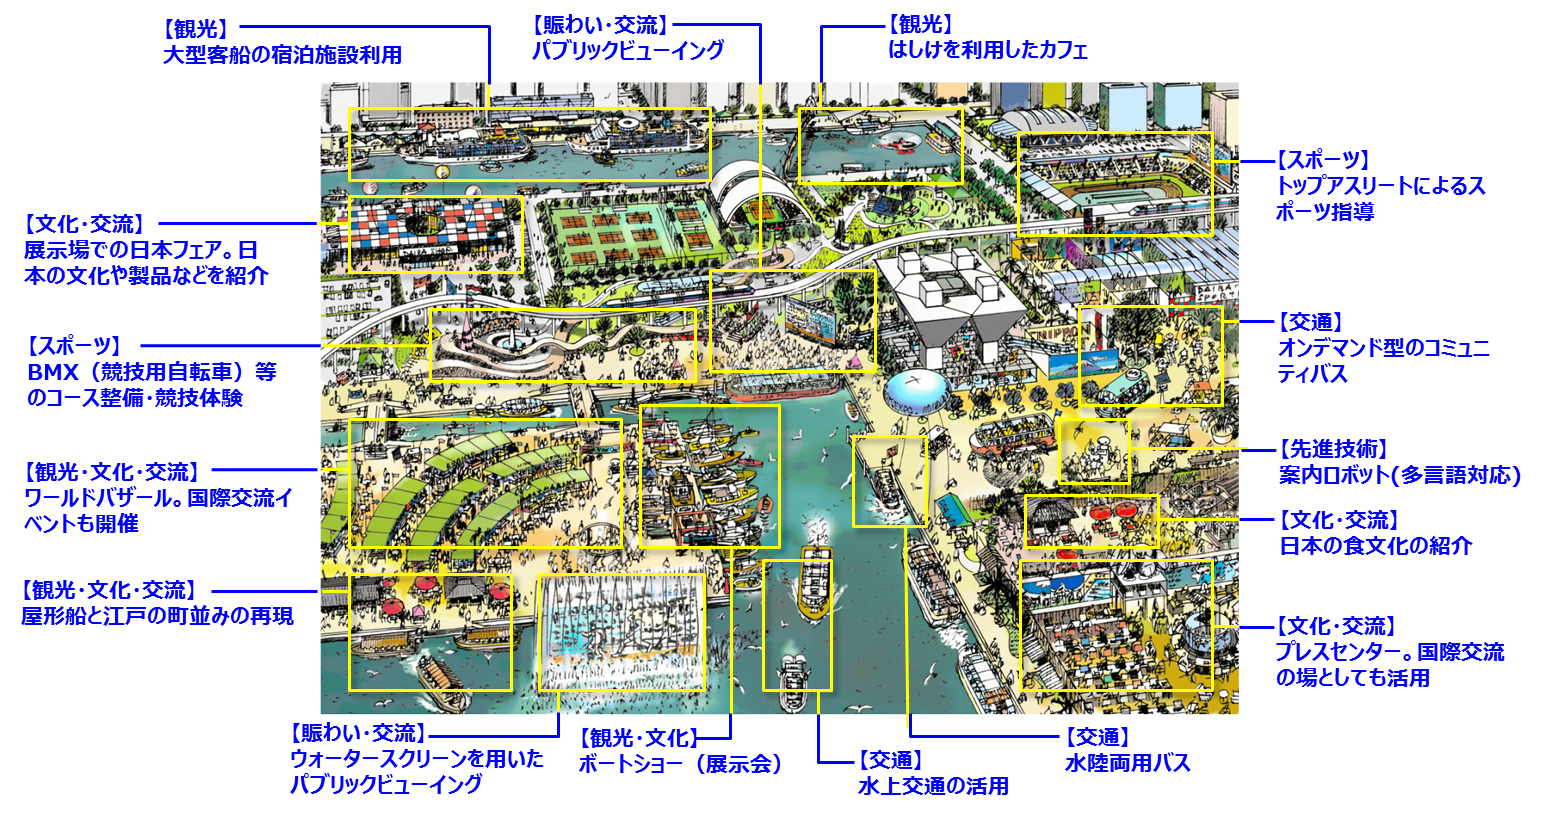 【観光】
大型客船の宿泊施設利用
【賑わい・交流】
パブリックビューイング
【観光】
はしけを利用したカフェ
【スポーツ】
トップアスリートによるス
ポーツ指導
【文化・交流】
展示場での日本フェア。日
本の文化や製品などを紹介
【交通】
オンデマンド型のコミュニ
ティバス
【スポーツ】
BMX（競技用自転車）等
のコース整備・競技体験
【先進技術】
案内ロボット(多言語対応)
【観光・文化・交流】
ワールドバザール。国際交流イ
ベントも開催
【文化・交流】
日本の食文化の紹介
【観光・文化・交流】
屋形船と江戸の町並みの再現
【文化・交流】
プレスセンター。国際交流
の場としても活用
【賑わい・交流】
ウォータースクリーンを用いた
パブリックビューイング
【観光・文化】
ボートショー（展示会）
【交通】
水上交通の活用
【交通】
水陸両用バス
NIPPO